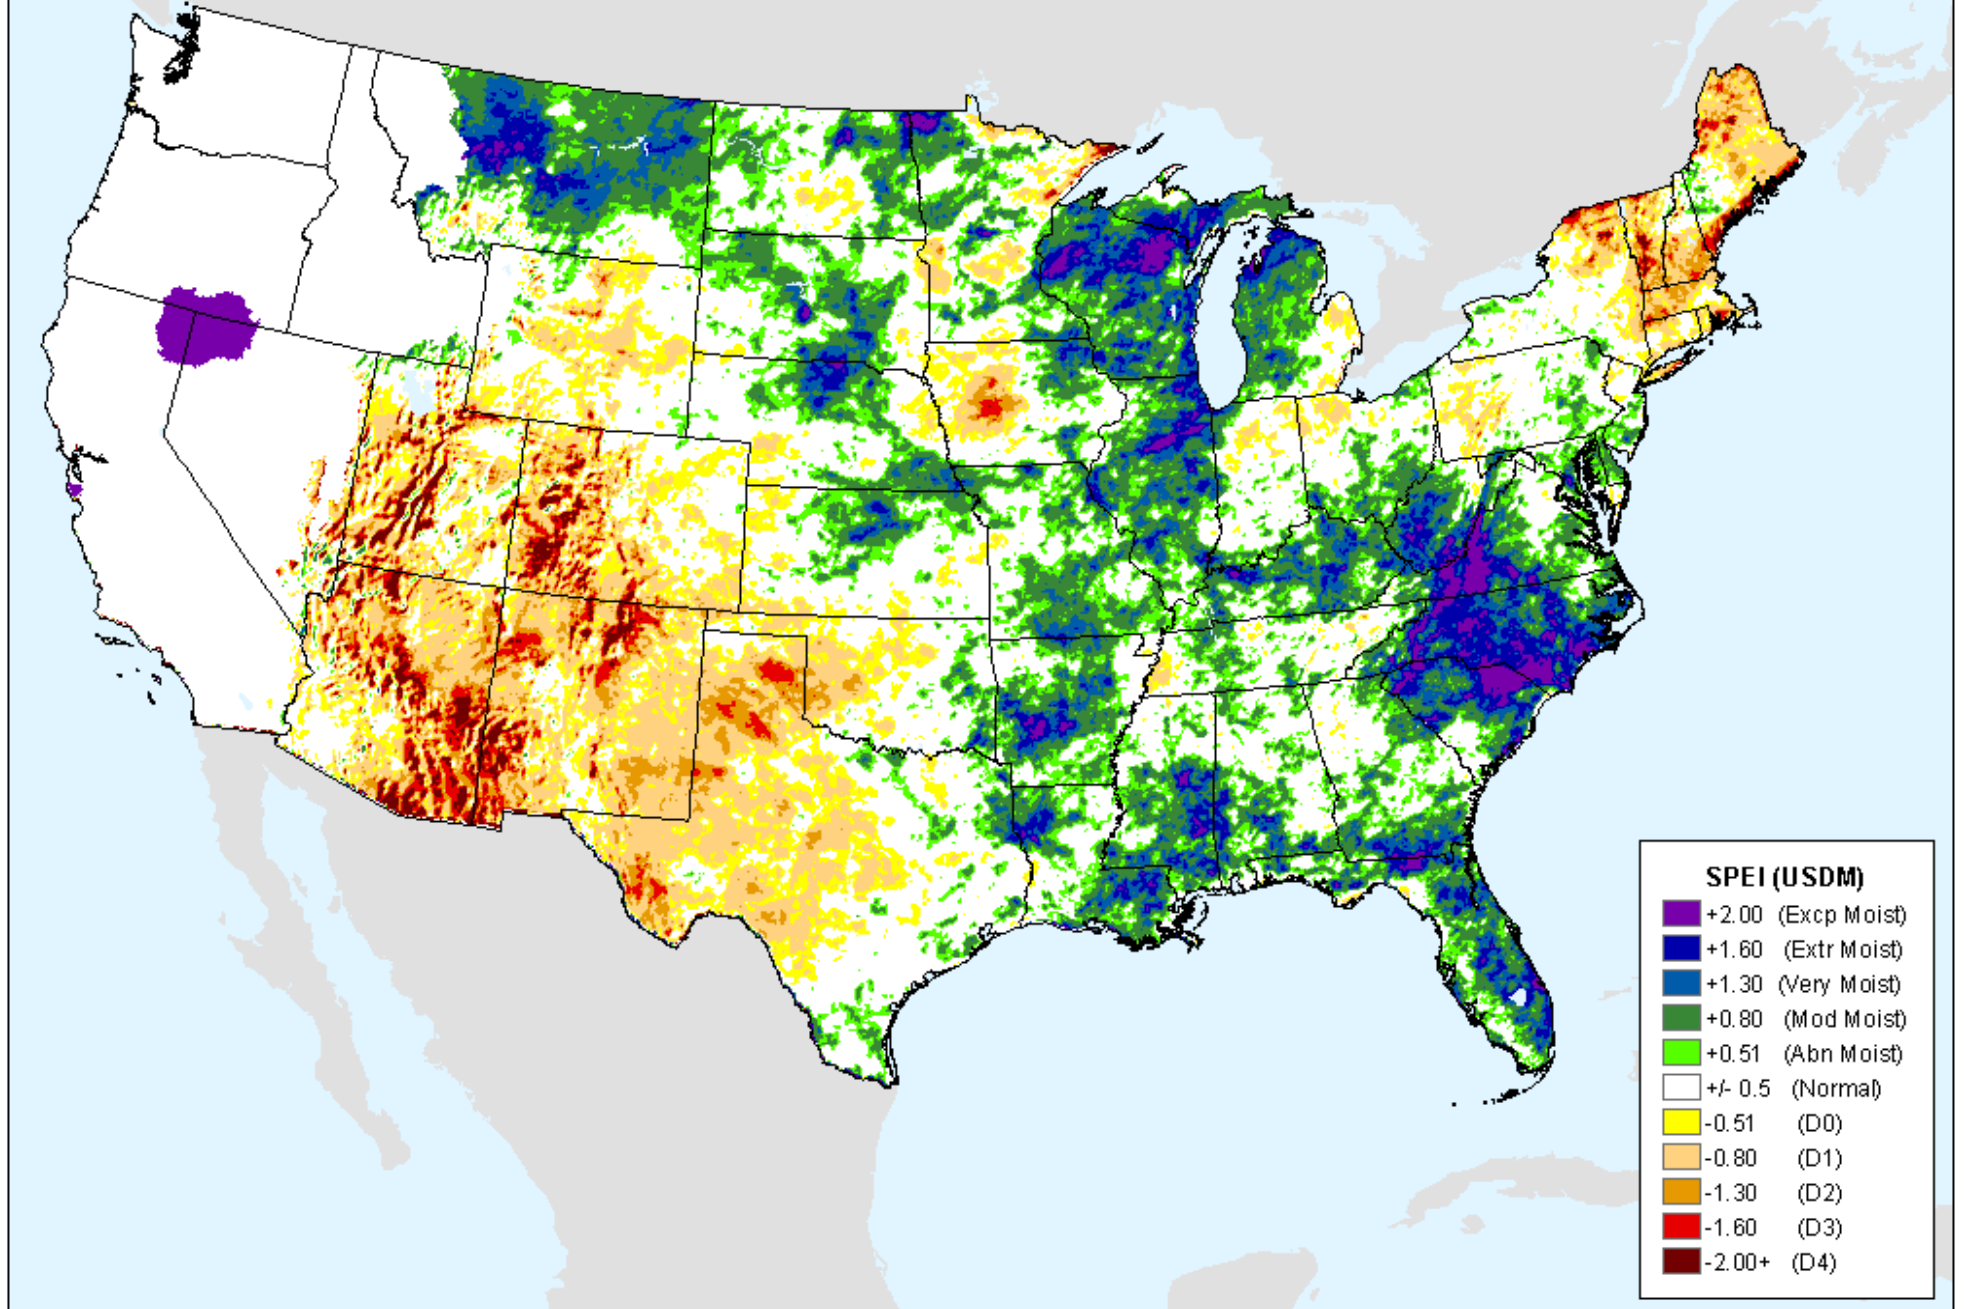 SPEI (USDM)
+2.00 (Excp Moist)
+1.60 (Extr Moist)
+1.30 (Very Moist)
+0.80 (Mod Moist)
+0.51 (Abn Moist)
+/- 0.5 (Normal)
-0.51 (D0)
-0.80 (D1)
-1.30 (D2)
-1.60 (D3)
-2.00+ (D4)